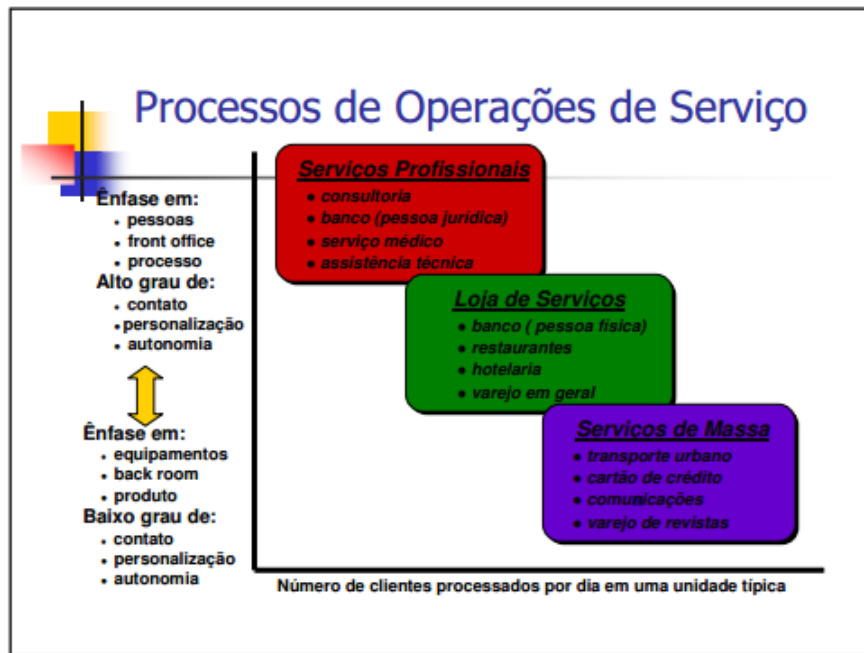 Processos de Operações de Serviço
Ênfase em:
• pessoas
• front office
• processo
Alto grau de:
• contato
• personalização
• autonomia
Ênfase em:
• equipamentos
• back room
• produto
Baixo grau de:
• contato
• personalização
• autonomia
Serviços Profissionais
• consultoria
• banco (pessoa jurídica)
• serviço médico
• assistência técnica
Loja de Serviços
• banco ( pessoa física)
• restaurantes
• hotelaria
• varejo em geral
Serviços de Massa
• transporte urbano
• cartão de crédito
• comunicações
• varejo de revistas
Número de clientes processados por dia em uma unidade típica